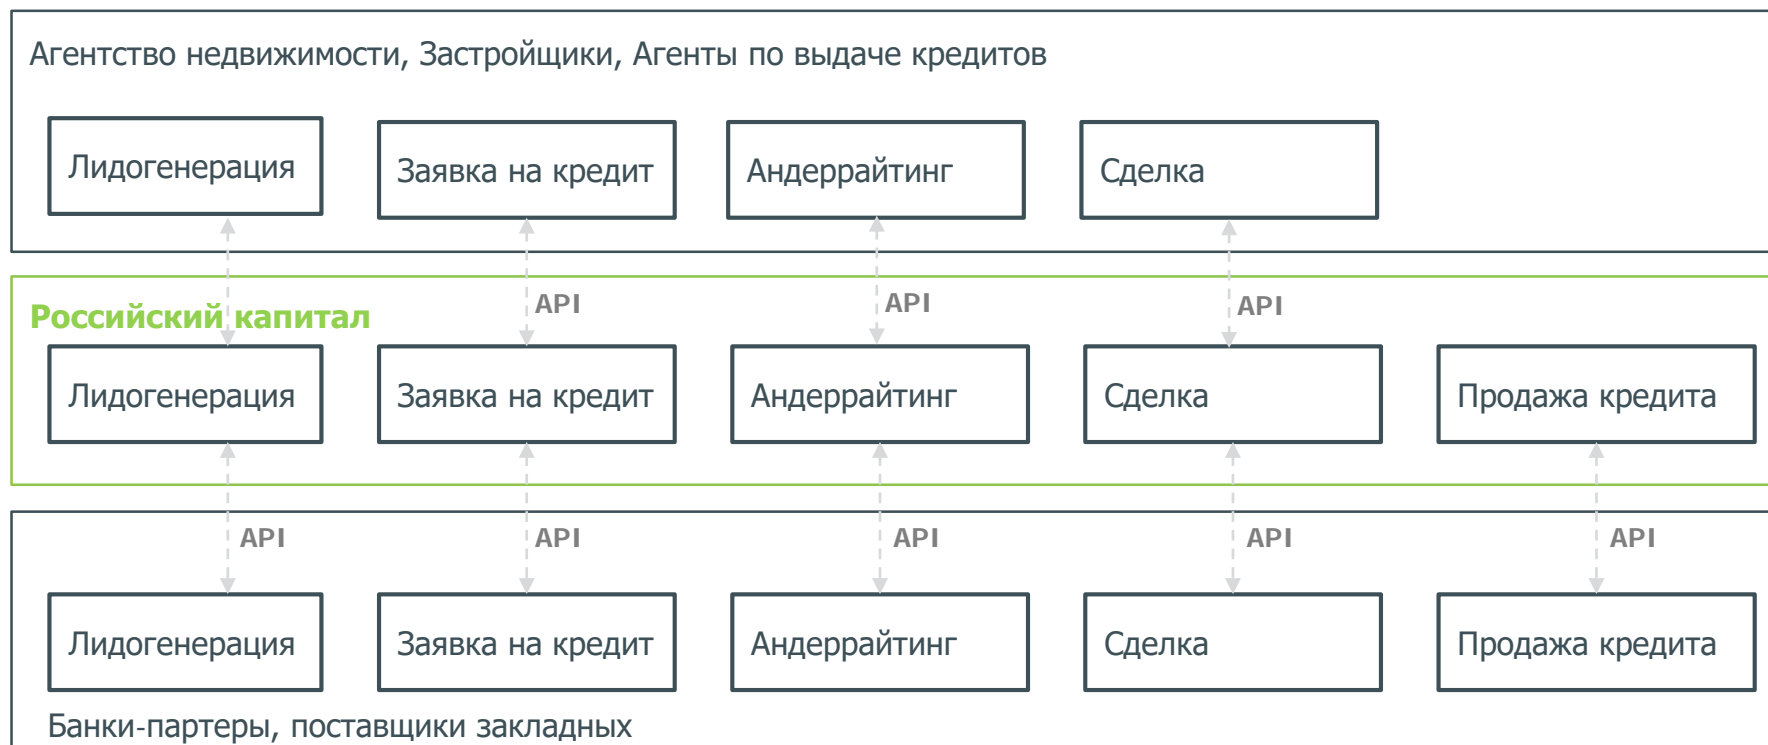 Агентство недвижимости, Застройщики, Агенты по выдаче кредитов
Лидогенерация
Заявка на кредит
Андеррайтинг
Сделка
Российский капитал
API
API
API
Лидогенерация
Заявка на кредит
Андеррайтинг
Сделка
Продажа кредита
API
API
API
API
API
Лидогенерация
Заявка на кредит
Андеррайтинг
Сделка
Продажа кредита
Банки-партеры, поставщики закладных